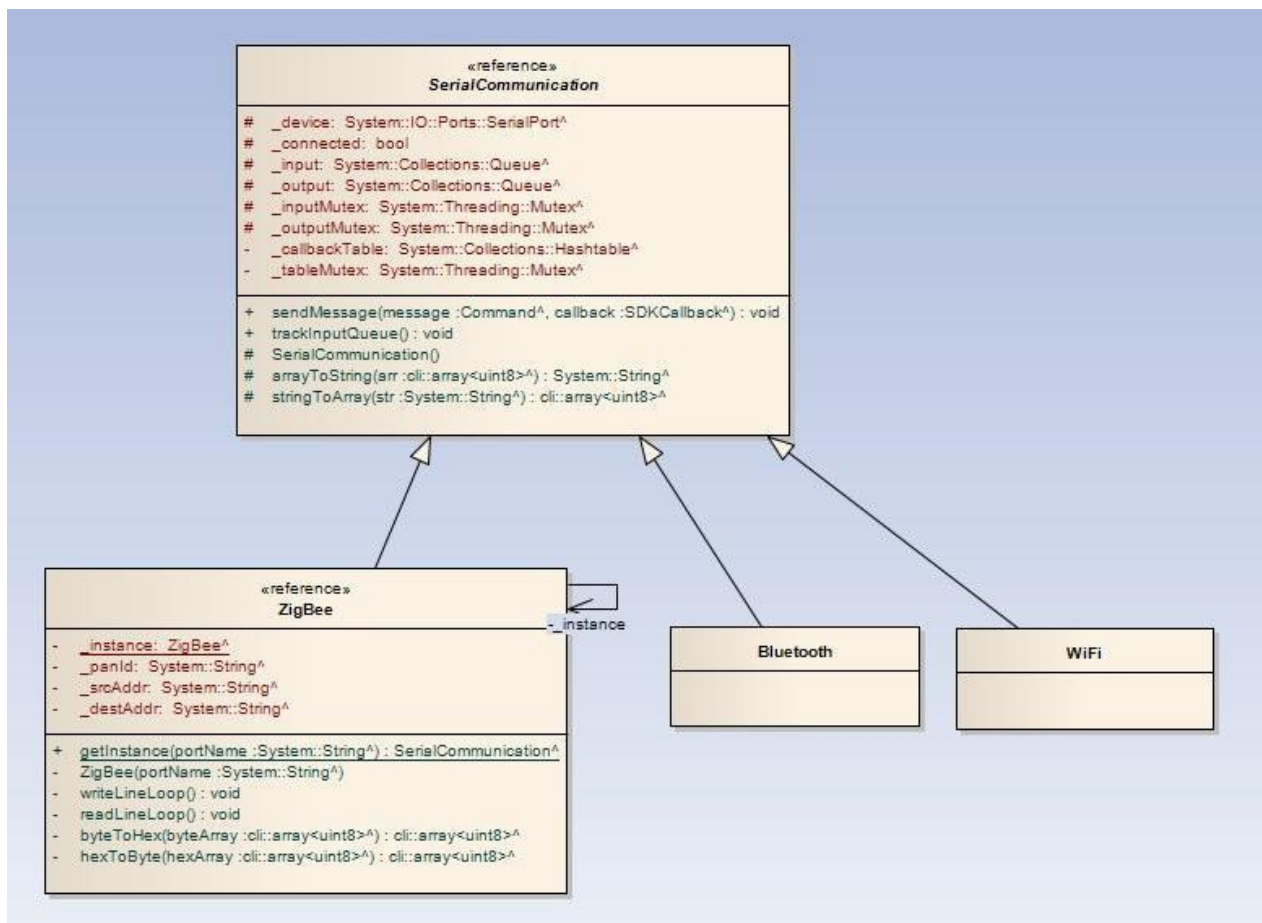 «reference»
SerialCommunication
# _device: System::IO::Ports::SerialPort^
# _connected: bool
# _input: System::Collections::Queue^
# _output: System::Collections::Queue^
# _inputMutex: System::Threading::Mutex^
# _outputMutex: System::Threading::Mutex^
- _callbackTable: System::Collections::Hashtable^
- _tableMutex: System::Threading::Mutex^
+ sendMessage(message :Command^, callback :SDKCallback^) : void
+ trackInputQueue() : void
# SerialCommunication()
# arrayToString(arr :cli::array<uint8>^) : System::String^
# stringToArray(str :System::String^) : cli::array<uint8>^
«reference»
ZigBee
- _instance: ZigBee^
- _panId: System::String^
- _srcAddr: System::String^
- _destAddr: System::String^
+ getInstance(portName :System::String^) : SerialCommunication^
- ZigBee(portName :System::String^)
- writeLineLoop() : void
- readLineLoop() : void
- byteToHex(byteArray :cli::array<uint8>^) : cli::array<uint8>^
- hexToByte(hexArray :cli::array<uint8>^) : cli::array<uint8>^
-_instance
Bluetooth
WiFi